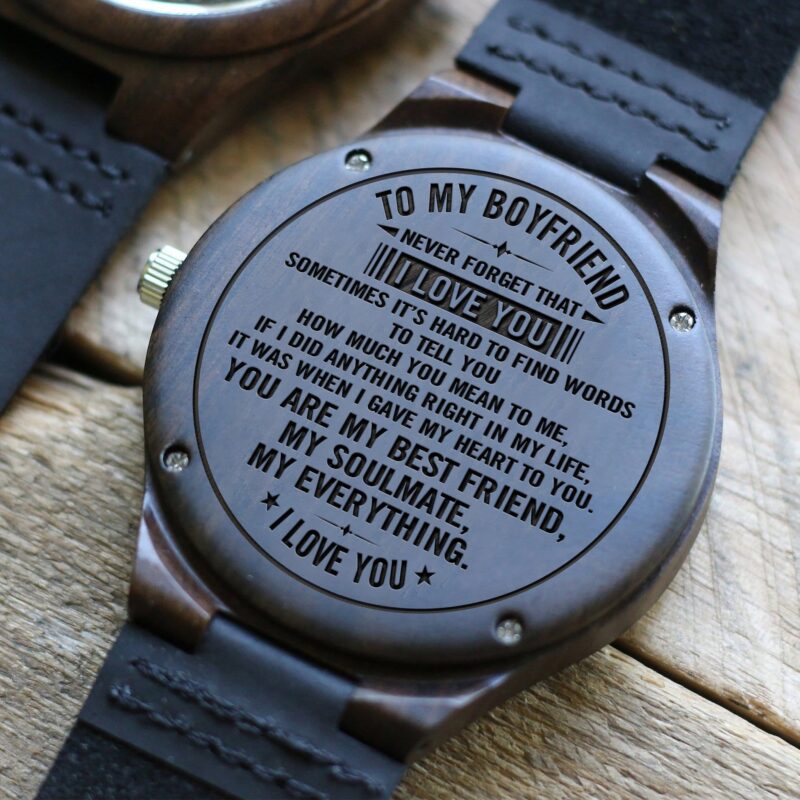 TO MY BOYFRIEND
NEVER FORGET THAT
I LOVE YOU
SOMETIMES IT'S HARD TO FIND WORDS
TO TELL YOU
HOW MUCH YOU MEAN TO ME,
IF I DID ANYTHING RIGHT IN MY LIFE,
IT WAS WHEN I GAVE MY HEART TO YOU.
YOU ARE MY BEST FRIEND,
MY SOULMATE,
MY EVERYTHING.
I LOVE YOU